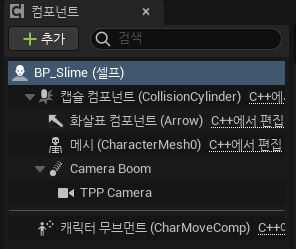 컴포넌트
추가
검색
BP_Slime (셀프)
캡슐 컴포넌트 (CollisionCylinder) C++에.
화살표 컴포넌트 (Arrow) C++에서 편집
메시 (CharacterMesh0) C++에서 편집
Camera Boom
TPP Camera
캐릭터 무브먼트 (CharMoveComp) C++에